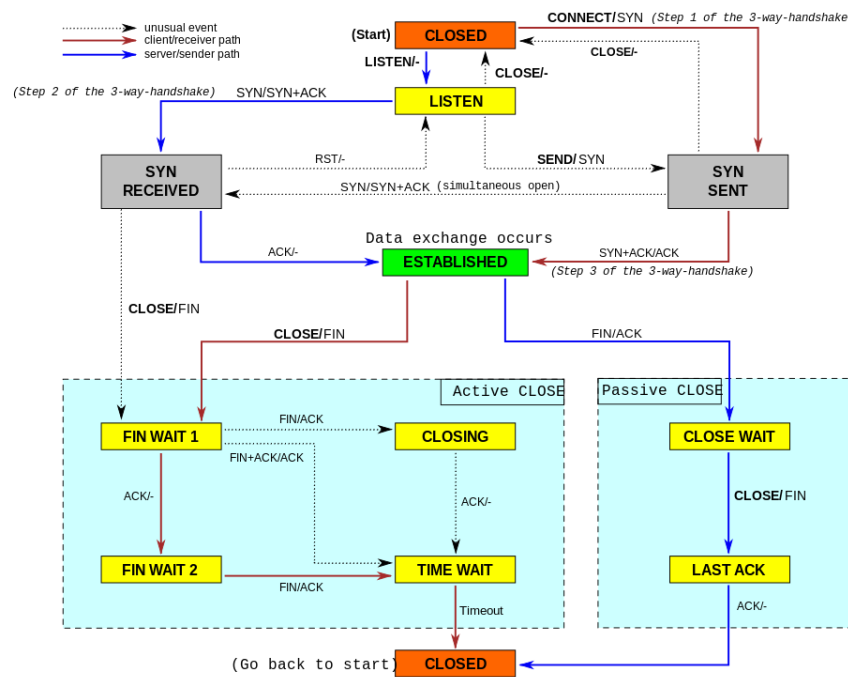 unusual event
client/receiver path
server/sender path
(Start)
CLOSED
CONNECT/SYN (Step 1 of the 3-way-handshake
CLOSE/-
LISTEN/-
CLOSE/-
(Step 2 of the 3-way-handshake)
SYN/SYN+ACK
LISTEN
RST/-
SEND/SYN
SYN
RECEIVED
SYN
SENT
SYN/SYN+ACK (simultaneous open)
Data exchange occurs
ACK/-
ESTABLISHED
SYN+ACK/ACK
(Step 3 of the 3-way-handshake)
CLOSE/FIN
CLOSE/FIN
FIN/ACK
Active CLOSE
Passive CLOSE
FIN WAIT 1
FIN/ACK
CLOSING
CLOSE WAIT
FIN+ACK/ACK
ACK/-
ACK/-
CLOSE/FIN
FIN WAIT 2
FIN/ACK
TIME WAIT
LAST ACK
Timeout
ACK/-
(Go back to start)
CLOSED